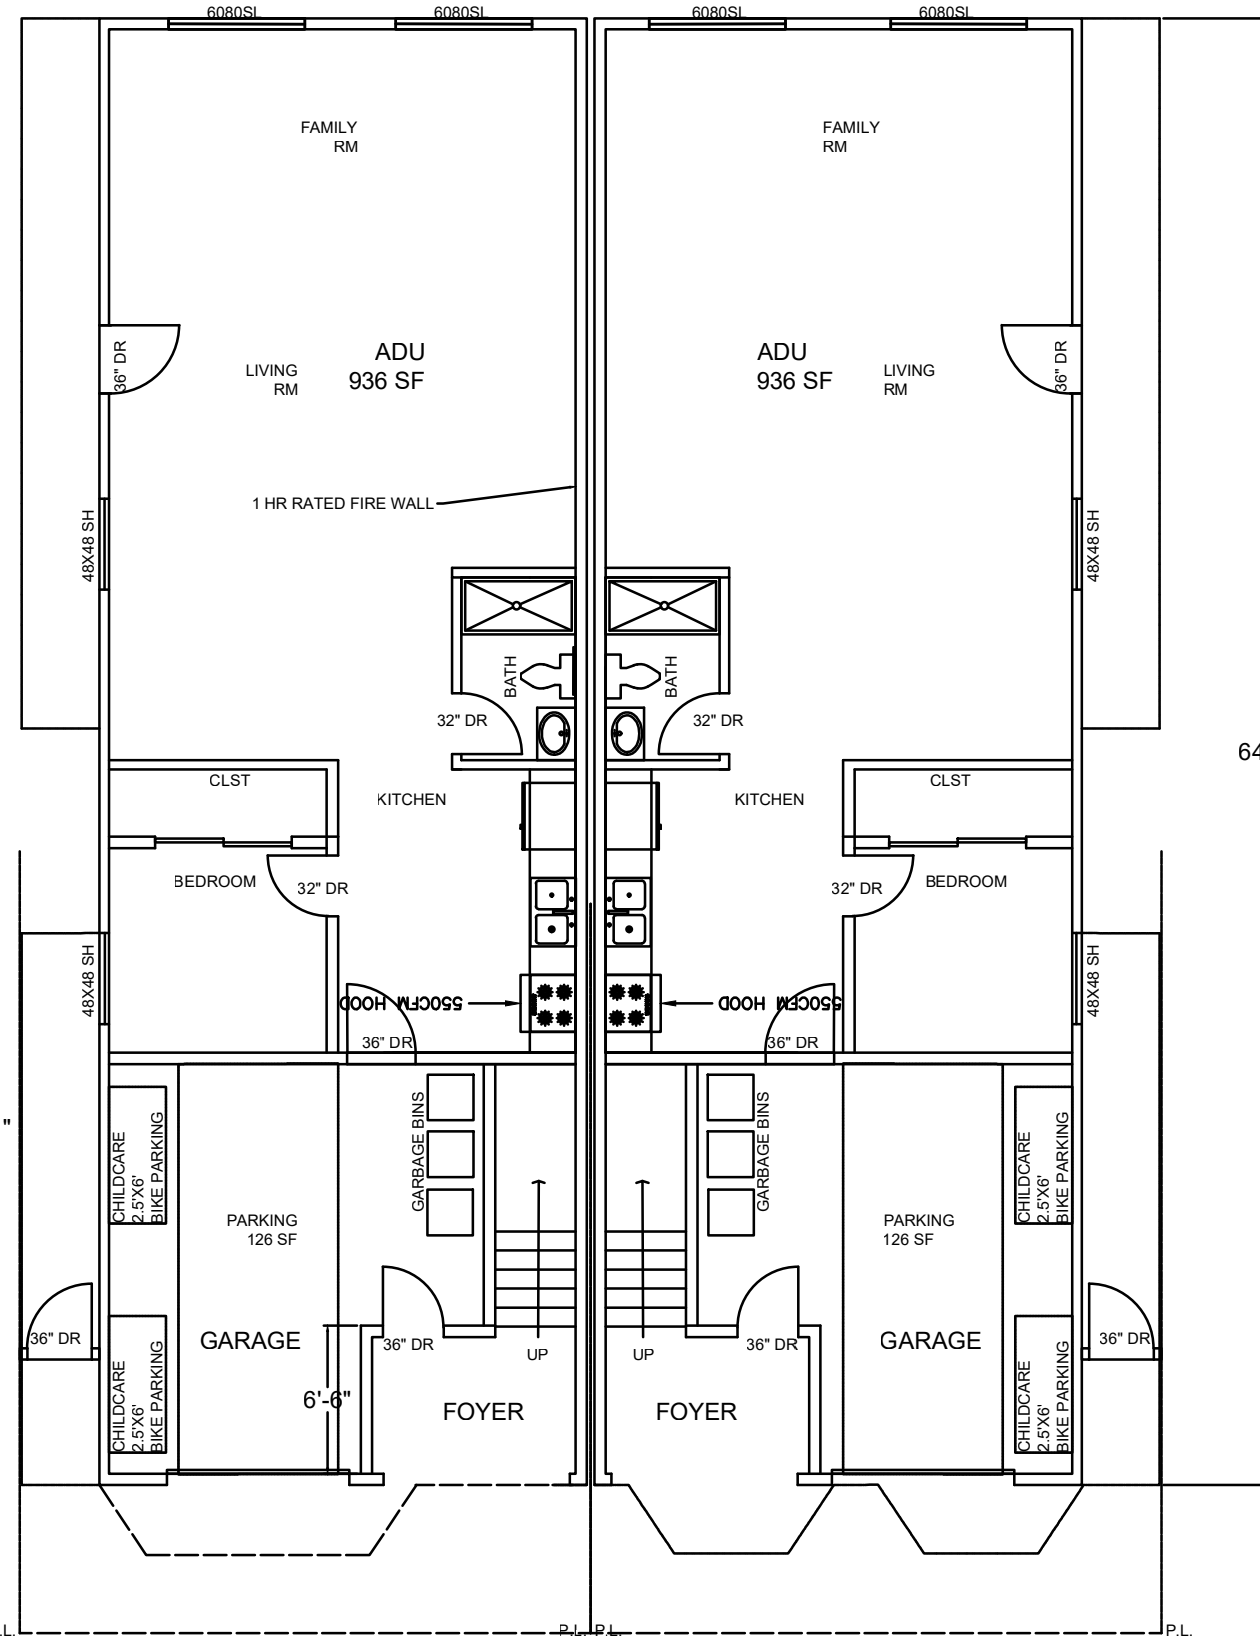 6080SL
6080SL
6080SL
6080SL
FAMILY
RM
FAMILY
RM
ADU
936 SF
ADU
936 SF
LIVING
RM
LIVING
RM
36" DR
36" DR
1 HR RATED FIRE WALL
48X48 SH
48X48 SH
BATH
BATH
32" DR
32" DR
64
CLST
KITCHEN
KITCHEN
CLST
BEDROOM
32" DR
32" DR
BEDROOM
48X48 SH
48X48 SH
550CFM HOOD
550CFM HOOD
36" DR
36" DR
"
CHILDCARE
2.5'X6'
BIKE PARKING
GARBAGE BINS
GARBAGE BINS
CHILDCARE
2.5'X6'
BIKE PARKING
PARKING
126 SF
PARKING
126 SF
36" DR
GARAGE
36" DR
UP
UP
36" DR
GARAGE
36" DR
CHILDCARE
2.5'X6'
BIKE PARKING
6'-6"
FOYER
FOYER
CHILDCARE
2.5'X6'
BIKE PARKING
.L.
P.L.
P.L.
P.L.